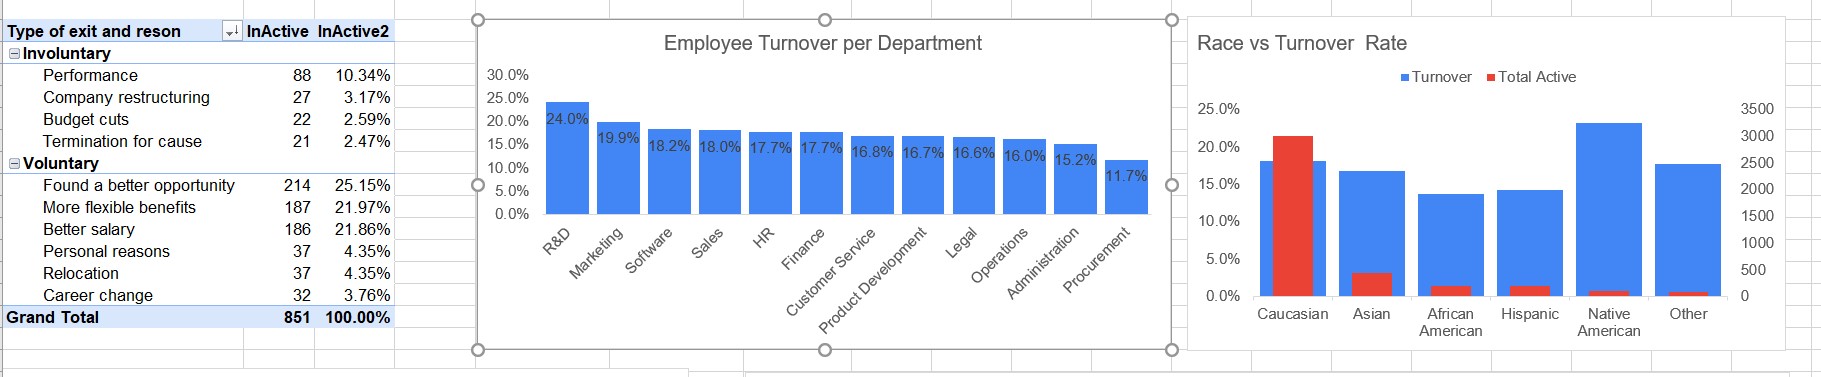 Type of exit and reson InActive InActive2
Involuntary
Performance 88 10.34%
Company restructuring 27 3.17%
Budget cuts 22 2.59%
Termination for cause 21 2.47%
Voluntary
Found a better opportunity 214 25.15%
More flexible benefits 187 21.97%
Better salary 186 21.86%
Personal reasons 37 4.35%
Relocation 37 4.35%
Career change 32 3.76%
Grand Total 851 100.00%
Employee Turnover per Department
30.0%
25.0%
20.0%
15.0%
10.0%
5.0%
0.0%
24.0% 19.9% 18.2% 18.0% 17.7% 17.7% 16.8% 16.7% 16.6% 16.0% 15.2% 11.7%
R&D Marketing Software Sales HR Finance Customer Service Product Development Legal Operations Administration Procurement
Race vs Turnover Rate
Turnover Total Active
25.0%
20.0%
15.0%
10.0%
5.0%
0.0%
3500
3000
2500
2000
1500
1000
500
0
Caucasian Asian African American Hispanic Native American Other